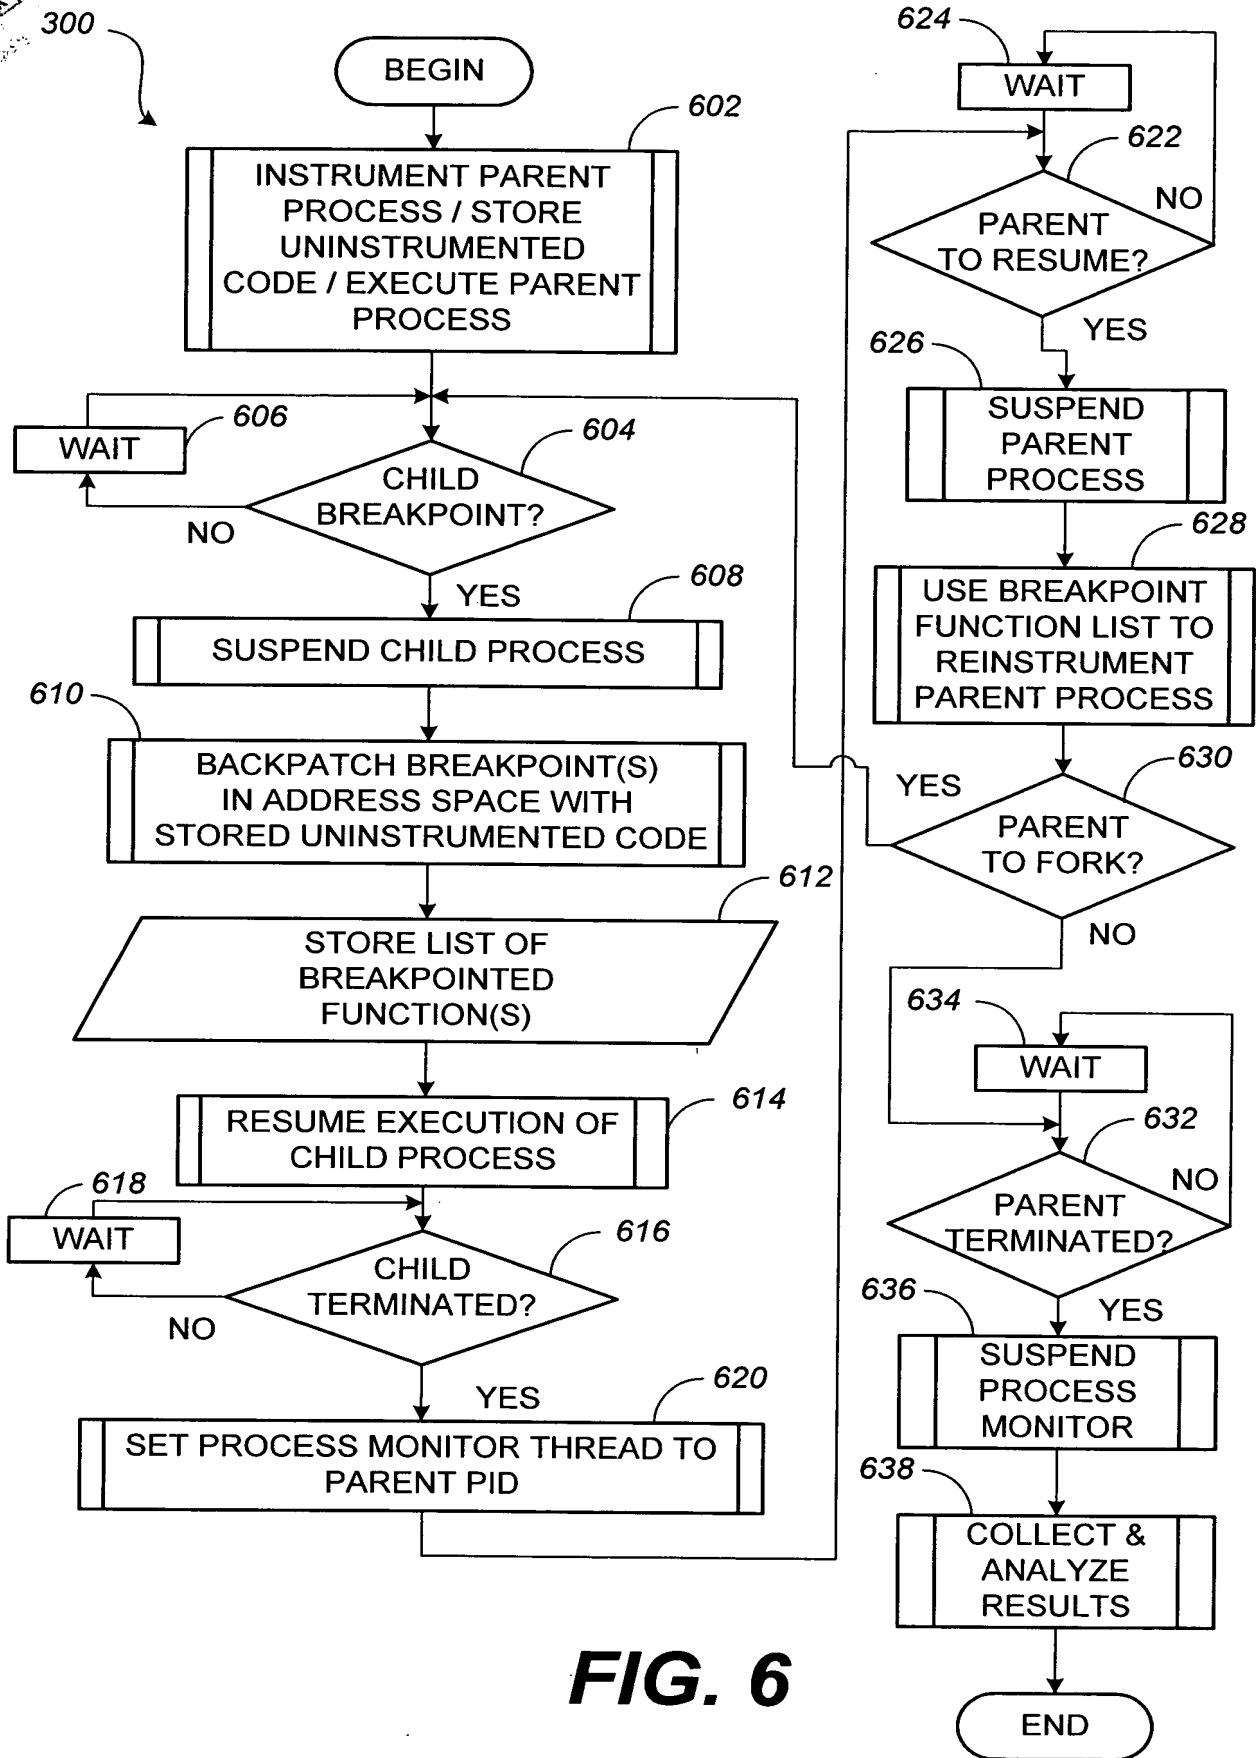 300
BEGIN
602
INSTRUMENT PARENT
PROCESS / STORE
UNINSTRUMENTED
CODE / EXECUTE PARENT
PROCESS
606
WAIT
604
CHILD
BREAKPOINT?
NO
YES
608
SUSPEND CHILD PROCESS
610
BACKPATCH BREAKPOINT(S)
IN ADDRESS SPACE WITH
STORED UNINSTRUMENTED CODE
612
STORE LIST OF
BREAKPOINTED
FUNCTION(S)
614
RESUME EXECUTION OF
CHILD PROCESS
618
WAIT
616
CHILD
TERMINATED?
NO
YES
620
SET PROCESS MONITOR THREAD TO
PARENT PID
624
WAIT
622
NO
PARENT
TO RESUME?
YES
626
SUSPEND
PARENT
PROCESS
628
USE BREAKPOINT
FUNCTION LIST TO
REINSTRUMENT
PARENT PROCESS
630
YES
PARENT
TO FORK?
NO
634
WAIT
632
NO
PARENT
TERMINATED?
YES
636
SUSPEND
PROCESS
MONITOR
638
COLLECT &
ANALYZE
RESULTS
END
FIG. 6